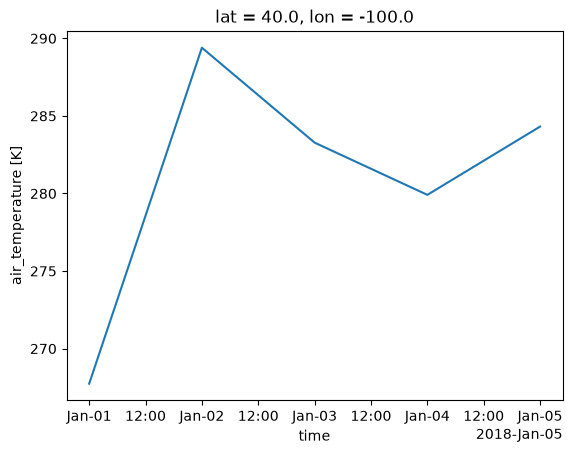 lat = 40.0, lon = -100.0
290
285
280
275
270
air_temperature [K]
Jan-01 12:00 Jan-02 12:00 Jan-03 12:00 Jan-04 12:00 Jan-05
time
2018-Jan-05